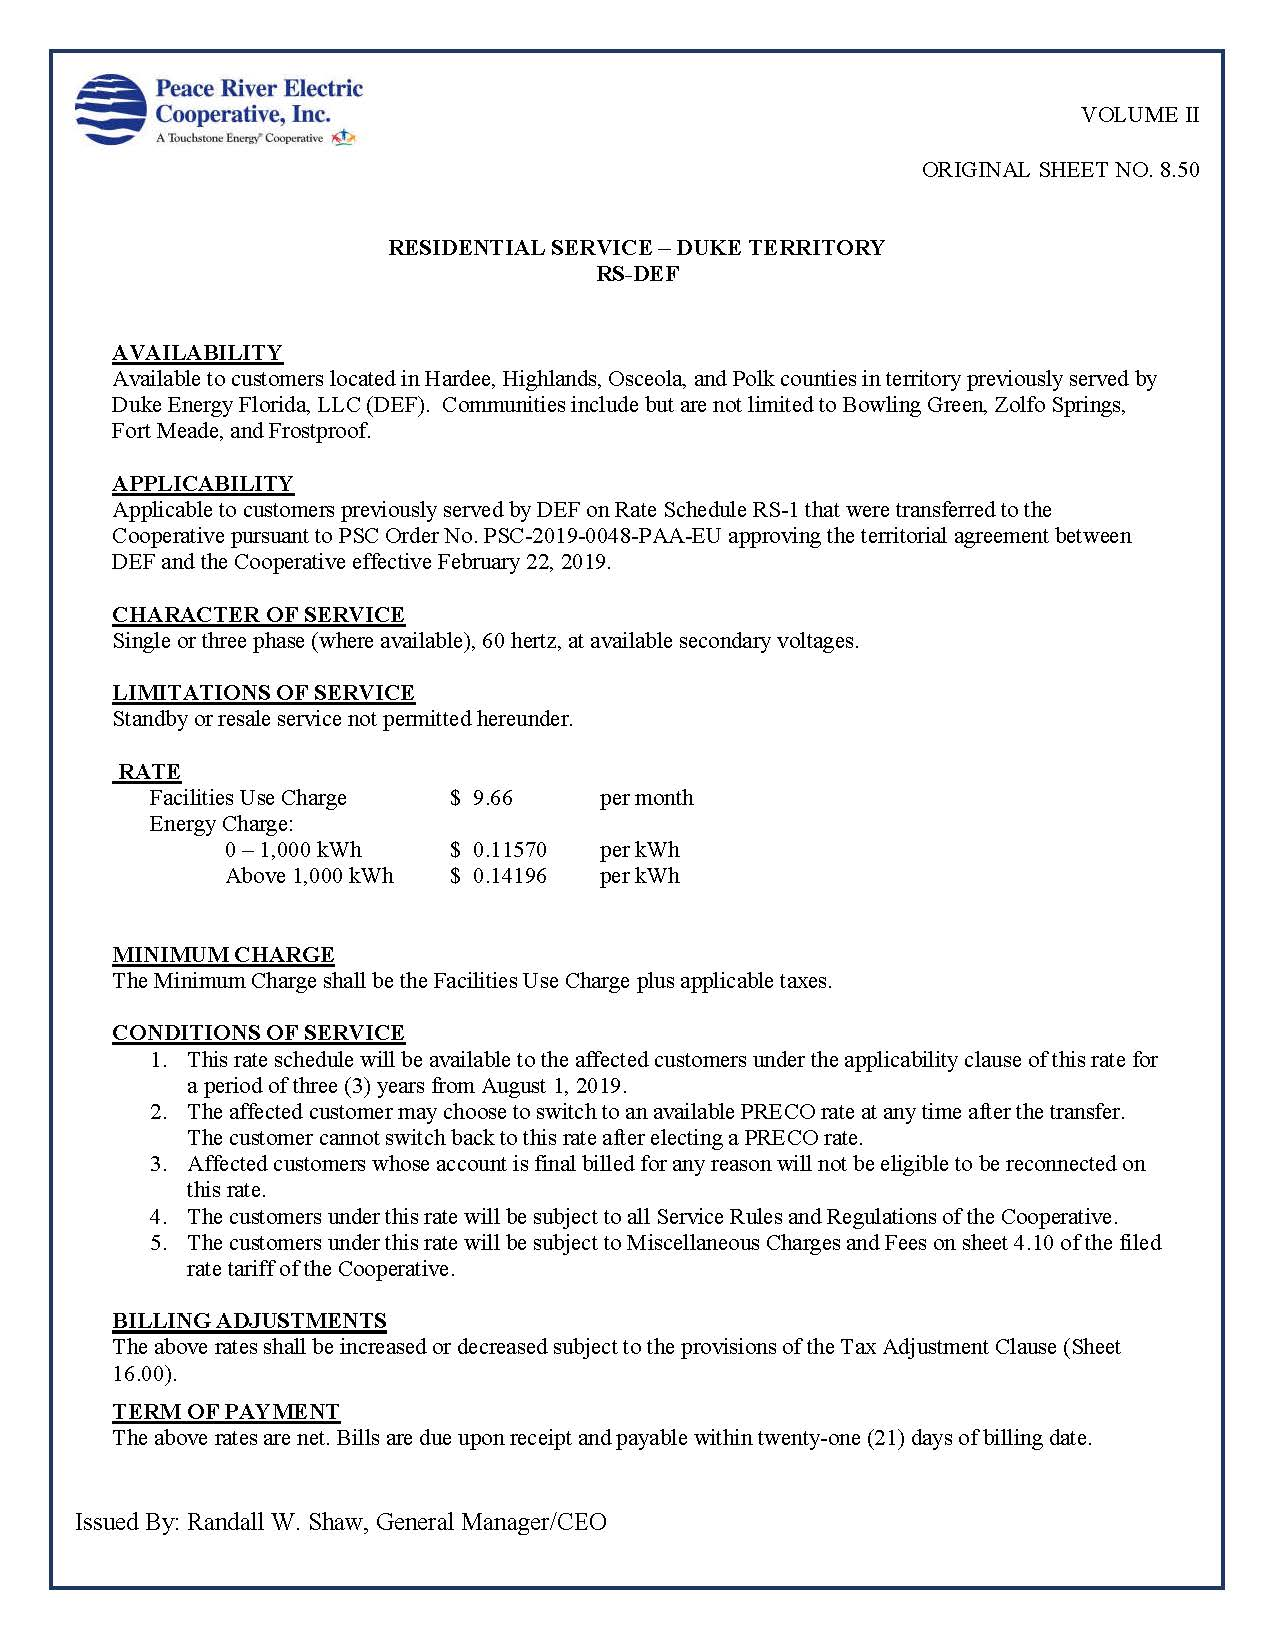 Peace River Electric
Cooperative, Inc.
A Touchstone Energy® Cooperative
VOLUME II
ORIGINAL SHEET NO. 8.50
RESIDENTIAL SERVICE – DUKE TERRITORY
RS-DEF
AVAILABILITY
Available to customers located in Hardee, Highlands, Osceola, and Polk counties in territory previously served by
Duke Energy Florida, LLC (DEF).  Communities include but are not limited to Bowling Green, Zolfo Springs,
Fort Meade, and Frostproof.
APPLICABILITY
Applicable to customers previously served by DEF on Rate Schedule RS-1 that were transferred to the
Cooperative pursuant to PSC Order No. PSC-2019-0048-PAA-EU approving the territorial agreement between
DEF and the Cooperative effective February 22, 2019.
CHARACTER OF SERVICE
Single or three phase (where available), 60 hertz, at available secondary voltages.
LIMITATIONS OF SERVICE
Standby or resale service not permitted hereunder.
RATE
Facilities Use Charge $ 9.66 per month
Energy Charge:
0 – 1,000 kWh $ 0.11570 per kWh
Above 1,000 kWh $ 0.14196 per kWh
MINIMUM CHARGE
The Minimum Charge shall be the Facilities Use Charge plus applicable taxes.
CONDITIONS OF SERVICE
1. This rate schedule will be available to the affected customers under the applicability clause of this rate for
a period of three (3) years from August 1, 2019.
2. The affected customer may choose to switch to an available PRECO rate at any time after the transfer.
The customer cannot switch back to this rate after electing a PRECO rate.
3. Affected customers whose account is final billed for any reason will not be eligible to be reconnected on
this rate.
4. The customers under this rate will be subject to all Service Rules and Regulations of the Cooperative.
5. The customers under this rate will be subject to Miscellaneous Charges and Fees on sheet 4.10 of the filed
rate tariff of the Cooperative.
BILLING ADJUSTMENTS
The above rates shall be increased or decreased subject to the provisions of the Tax Adjustment Clause (Sheet
16.00).
TERM OF PAYMENT
The above rates are net. Bills are due upon receipt and payable within twenty-one (21) days of billing date.
Issued By: Randall W. Shaw, General Manager/CEO